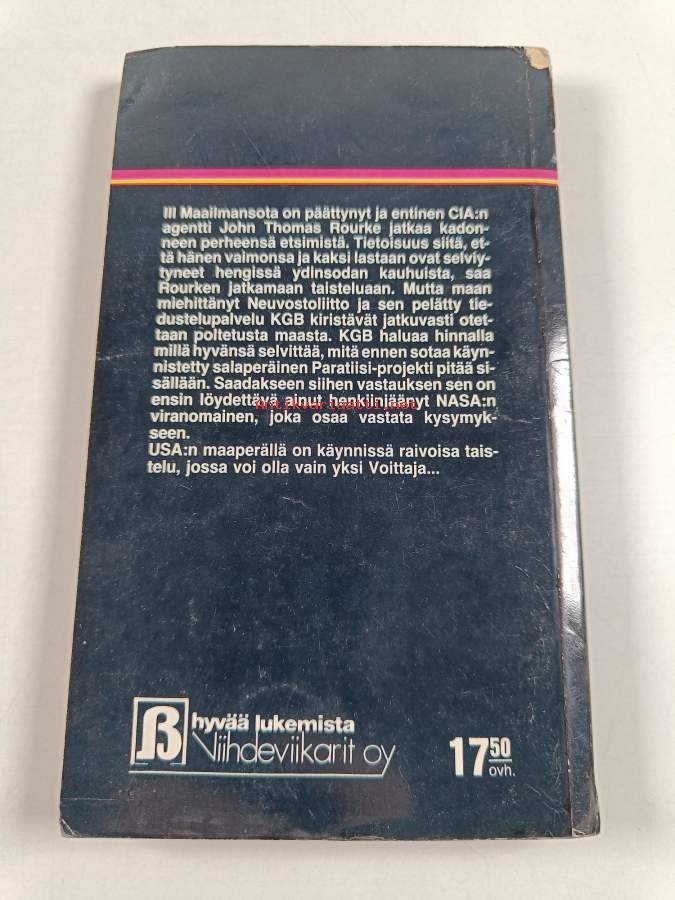 III Maailmansota on päättynyt ja entinen CIA:n
agentti John Thomas Rourke jatkaa kadon-
neen perheensä etsimistä. Tietoisuus siitä, et-
tä hänen vaimonsa ja kaksi lastaan ovat selviy-
tyneet hengissä ydinsodan kauhuista, saa
Rourken jatkamaan taisteluaan. Mutta maan
miehittänyt Neuvostoliitto ja sen pelätty tie-
dustelupalvelu KGB kiristävät jatkuvasti otet-
taan poltetusta maasta. KGB haluaa hinnalla
millä hyvänsä selvittää, mitä ennen sotaa käyn-
nistetty salaperäinen Paratiisi-projekti pitää si-
sällään. Saadakseen siihen vastauksen sen on
ensin löydettävä ainut henkiinjäänyt NASA:n
Antikvariaatti.net
viranomainen, joka osaa vastata kysymyk-
seen.
USA:n maaperällä on käynnissä raivoisa tais-
telu, jossa voi olla vain yksi Voittaja...
ß hyvää lukemista
Viihdeviikarit oy
17 50
ovh.